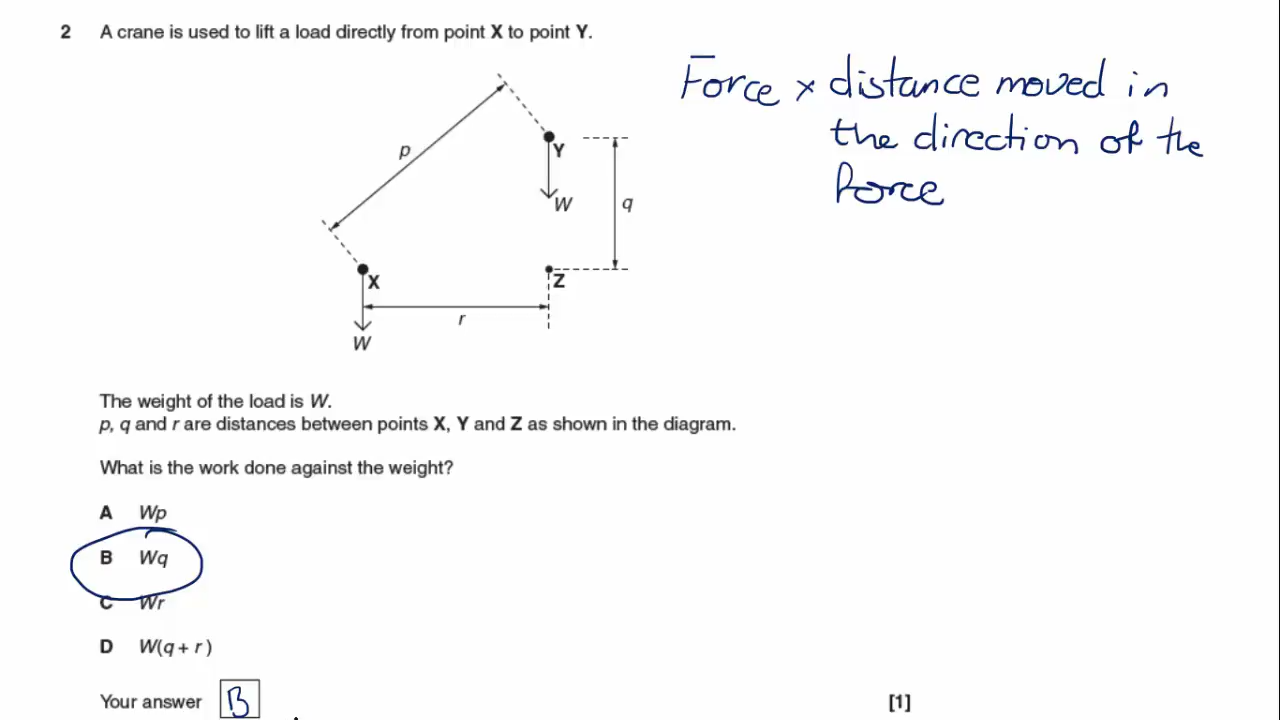 2 A crane is used to lift a load directly from point X to point Y.
Force × distance moved in
the direction of the
force
p
Y
W
q
X
Z
r
W
The weight of the load is W.
p, q and r are distances between points X, Y and Z as shown in the diagram.
What is the work done against the weight?
A Wp
B Wq
C Wr
D W(q + r)
Your answer B [1]